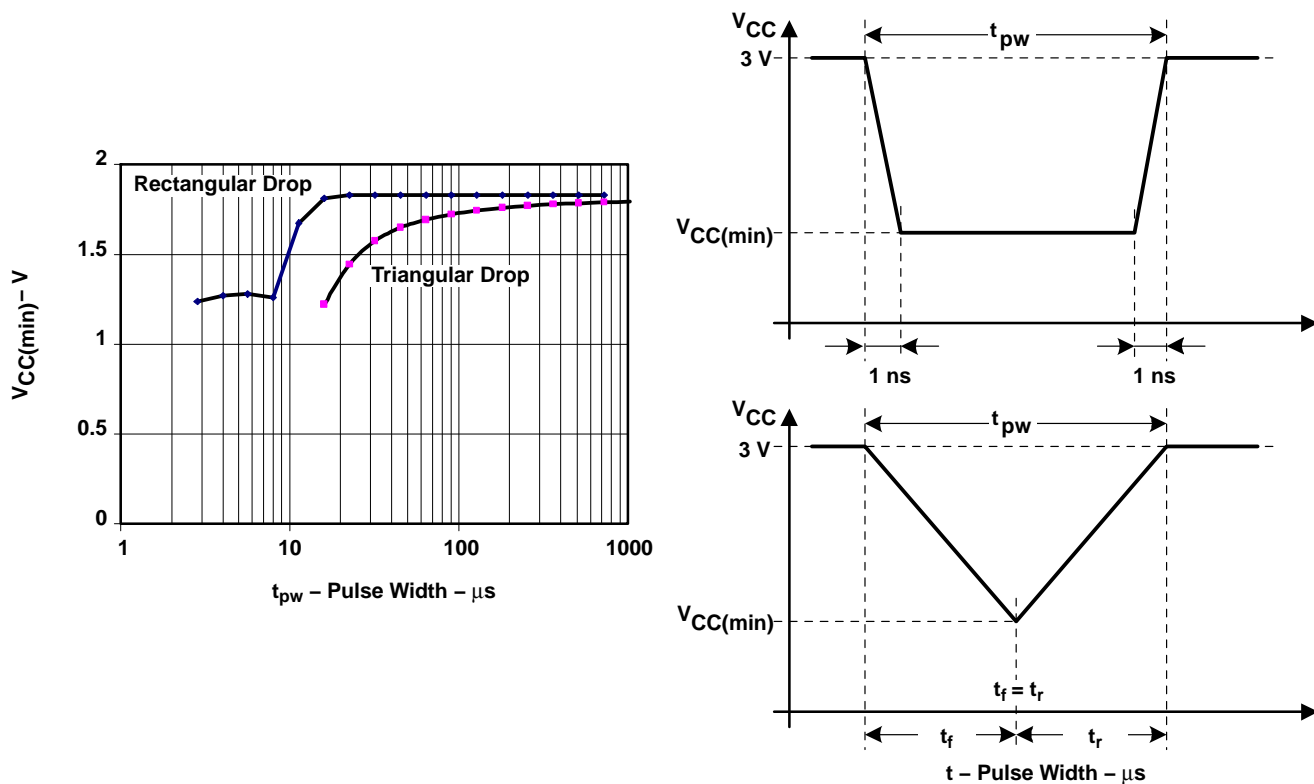 2
1.5
1
0.5
0
VCC(min) – V
Rectangular Drop
Triangular Drop
1
10
100
1000
tpw – Pulse Width – μs
VCC
3 V
tpw
VCC(min)
1 ns
1 ns
VCC
3 V
tpw
VCC(min)
tf = tr
tf
tr
t – Pulse Width – μs